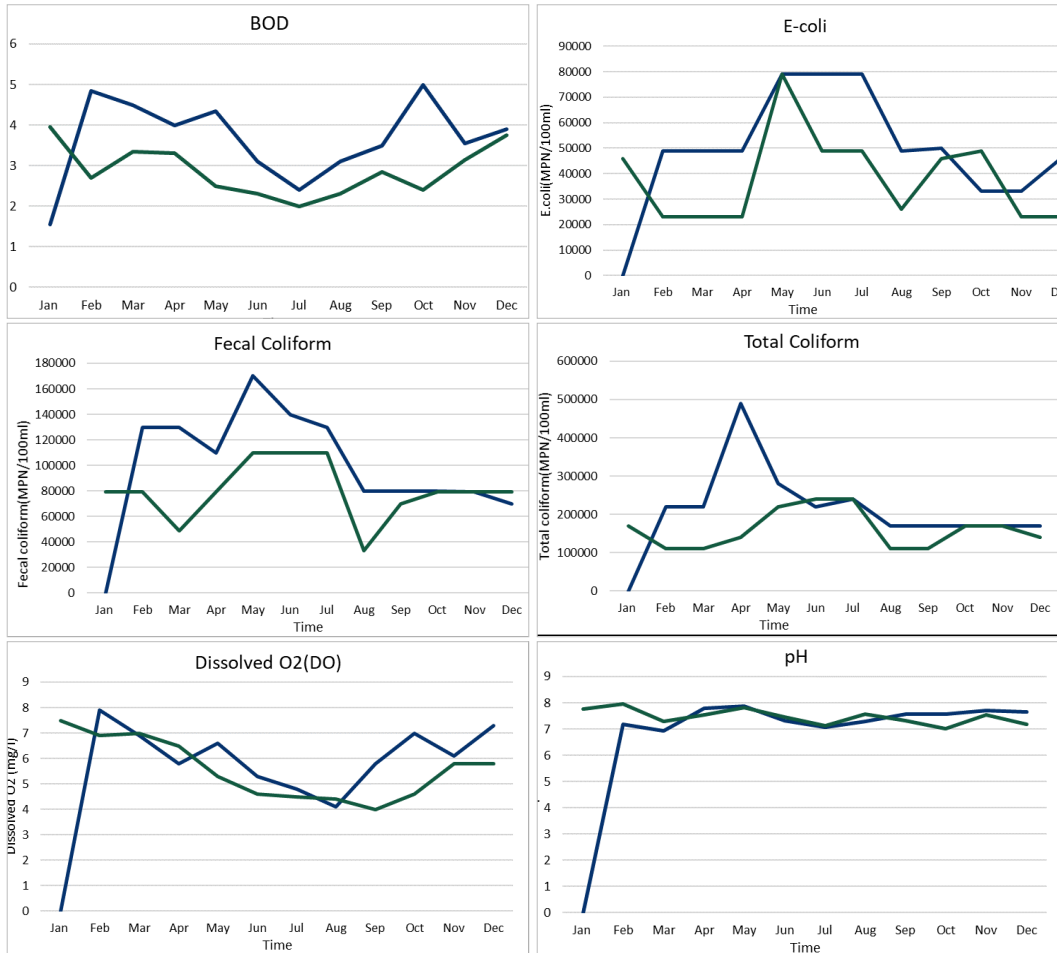 BOD
6
5
4
3
2
1
0
Jan Feb Mar Apr May Jun Jul Aug Sep Oct Nov Dec
E-coli
E.coli(MPN/100ml)
90000
80000
70000
60000
50000
40000
30000
20000
10000
0
Jan Feb Mar Apr May Jun Jul Aug Sep Oct Nov
Time
Fecal Coliform
Fecal coliform(MPN/100ml)
180000
160000
140000
120000
100000
80000
60000
40000
20000
0
Jan Feb Mar Apr May Jun Jul Aug Sep Oct Nov Dec
Time
Total Coliform
Total coliform(MPN/100ml)
600000
500000
400000
300000
200000
100000
0
Jan Feb Mar Apr May Jun Jul Aug Sep Oct Nov Dec
Time
Dissolved O2(DO)
Dissolved O2 (mg/l)
9
8
7
6
5
4
3
2
1
0
Jan Feb Mar Apr May Jun Jul Aug Sep Oct Nov Dec
Time
pH
9
8
7
6
5
4
3
2
1
0
Jan Feb Mar Apr May Jun Jul Aug Sep Oct Nov Dec
Time